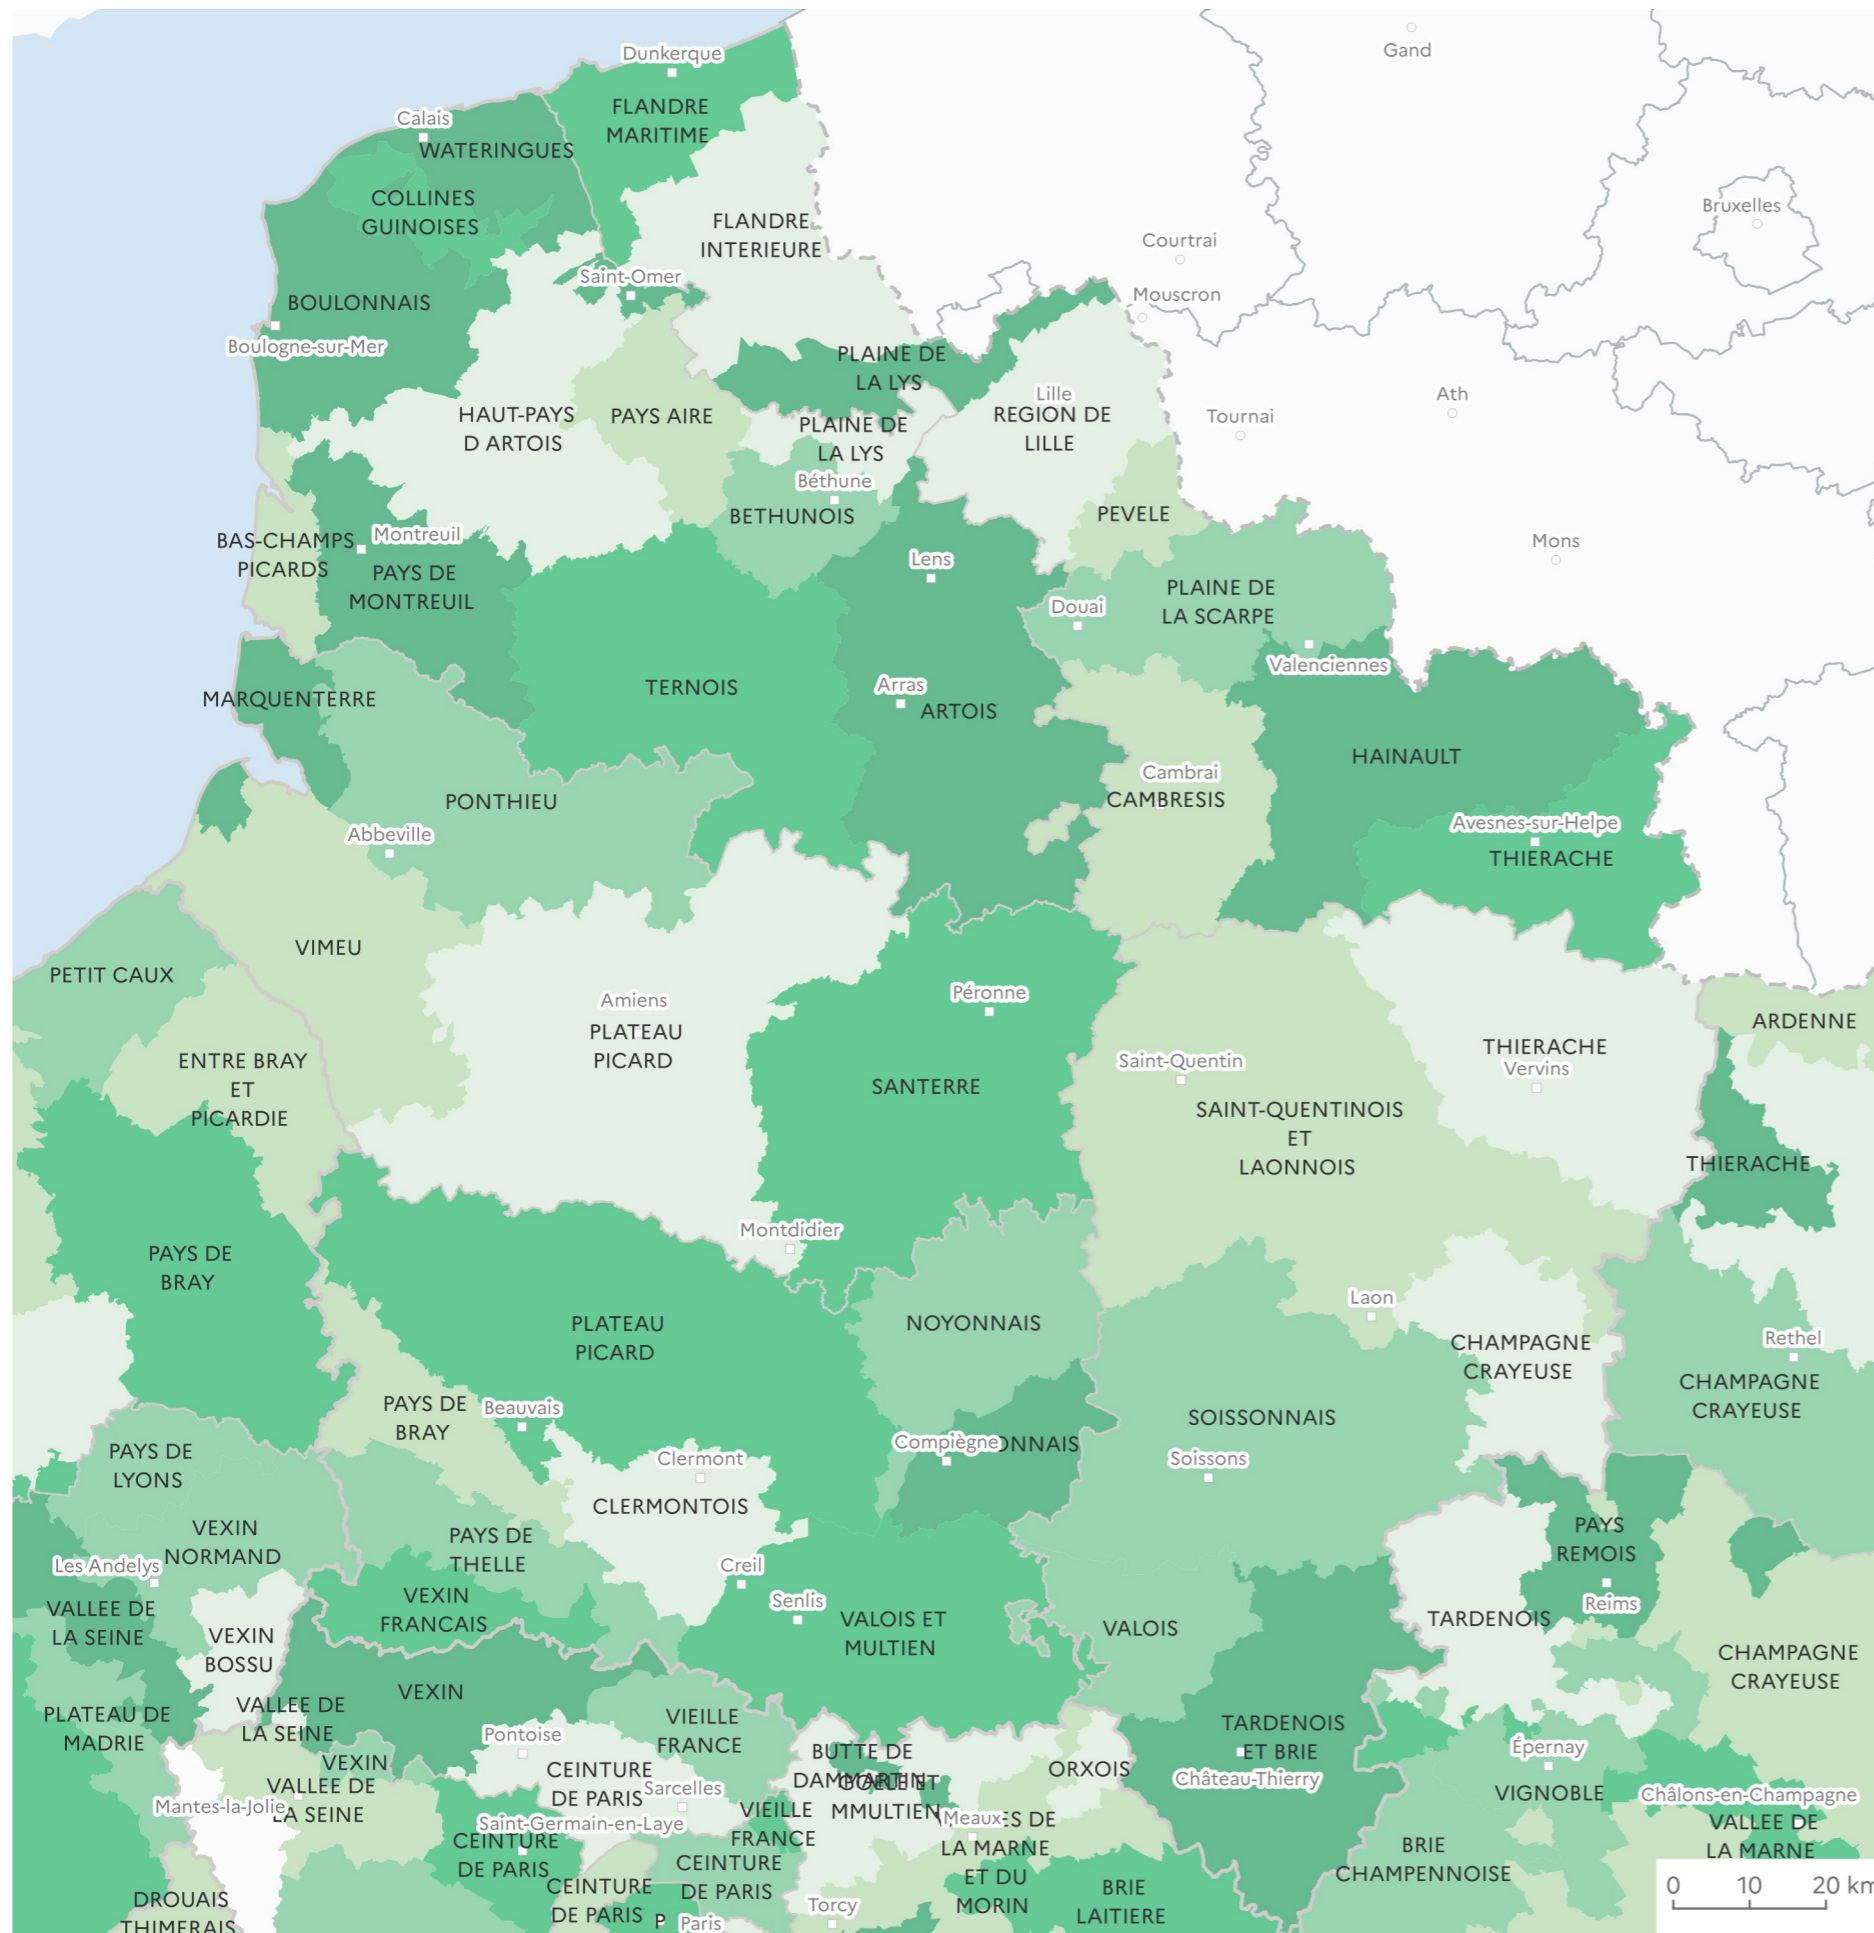 Dunkerque
Gand
FLANDRE
MARITIME
Calais
WATERINGUES
COLLINES
GUINOISES
Bruxelles
FLANDRE
INTERIEURE
Courtrai
Saint-Omer
Mouscron
BOULONNAIS
Boulogne-sur-Mer
PLAINE DE
LA LYS
Lille
REGION DE
LILLE
Ath
Tournai
HAUT-PAYS
D ARTOIS
PAYS AIRE
PLAINE DE
LA LYS
Béthune
BETHUNOIS
PEVELE
BAS-CHAMPS
PICARDS
Montreuil
PAYS DE
MONTREUIL
Lens
Mons
PLAINE DE
LA SCARPE
Douai
Valenciennes
MARQUENTERRE
TERNOIS
Arras
ARTOIS
HAINAULT
Cambrai
CAMBRESIS
PONTHIEU
Abbeville
Avesnes-sur-Helpe
THIERACHE
VIMEU
PETIT CAUX
Amiens
PLATEAU
PICARD
Péronne
ARDENNE
ENTRE BRAY
ET
PICARDIE
SANTERRE
Saint-Quentin
SAINT-QUENTINOIS
ET
LAONNOIS
THIERACHE
Vervins
THIERACHE
PAYS DE
BRAY
Montdidier
PLATEAU
PICARD
NOYONNAIS
Laon
CHAMPAGNE
CRAYEUSE
Rethel
CHAMPAGNE
CRAYEUSE
PAYS DE
BRAY
Beauvais
SOISSONNAIS
Soissons
Compiègne
ONNAIS
PAYS DE
LYONS
Clermont
CLERMONTOIS
VEXIN
NORMAND
Les Andelys
PAYS DE
THELLE
PAYS
REMOIS
Reims
Creil
Senlis
VEXIN
FRANCAIS
VALLEE DE
LA SEINE
VEXIN
BOSSU
VALOIS ET
MULTIEN
VALOIS
TARDENOIS
CHAMPAGNE
CRAYEUSE
PLATEAU DE
MADRIE
VALLEE DE
LA SEINE
VEXIN
VIEILLE
FRANCE
Pontoise
CEINTURE
DE PARIS
Sarcelles
VEXIN
VALLEE DE
LA SEINE
Mantes-la-Jolie
BUTTE DE
DAMMARTIN
GOELE ET
MMULTIEN
ORXOIS
TARDENOIS
ET BRIE
Château-Thierry
Épernay
VIGNOBLE
Châlons-en-Champagne
VALLEE DE
LA MARNE
Saint-Germain-en-Laye
CEINTURE
DE PARIS
VIEILLE
FRANCE
Meaux
ES DE
LA MARNE
ET DU
MORIN
BRIE
CHAMPENNOISE
CEINTURE
DE PARIS
CEINTURE
DE PARIS
P
Paris
Torcy
BRIE
LAITIERE
DROUAIS
THIMERAIS
0 10 20 km